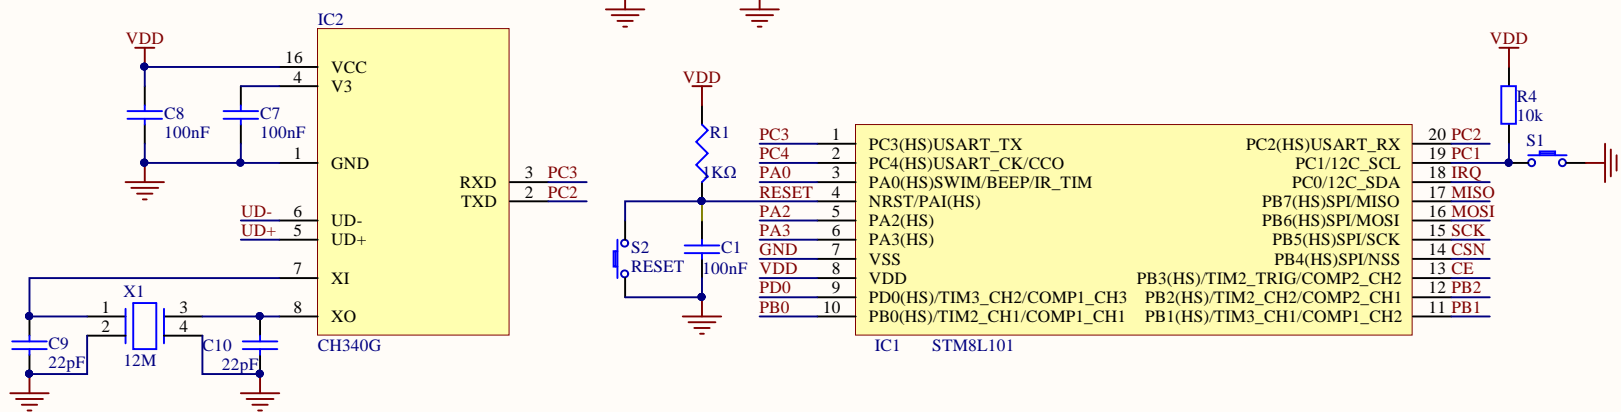 IC2
VDD
16
VCC
4
V3
C8
100nF
C7
100nF
1
GND
RXD
3
PC3
TXD
2
PC2
UD-
6
UD-
UD+
5
UD+
7
XI
X1
1
3
8
XO
2
4
C9
22pF
12M
C10
22pF
CH340G
VDD
R1
1KΩ
S2
RESET
C1
100nF
PC3 1 PC3(HS)USART_TX
PC4 2 PC4(HS)USART_CK/CCO
PA0 3 PA0(HS)SWIM/BEEP/IR_TIM
RESET 4 NRST/PAI(HS)
PA2 5 PA2(HS)
PA3 6 PA3(HS)
GND 7 VSS
VDD 8 VDD
PD0 9 PD0(HS)/TIM3_CH2/COMP1_CH3
PB0 10 PB0(HS)/TIM2_CH1/COMP1_CH1
PC2(HS)USART_RX 20 PC2
PC1/12C_SCL 19 PC1
PC0/12C_SDA 18 IRQ
PB7(HS)SPI/MISO 17 MISO
PB6(HS)SPI/MOSI 16 MOSI
PB5(HS)SPI/SCK 15 SCK
PB4(HS)SPI/NSS 14 CSN
PB3(HS)/TIM2_TRIG/COMP2_CH2 13 CE
PB2(HS)/TIM2_CH2/COMP2_CH1 12 PB2
PB1(HS)/TIM3_CH1/COMP1_CH2 11 PB1
IC1 STM8L101
VDD
R4
10k
S1